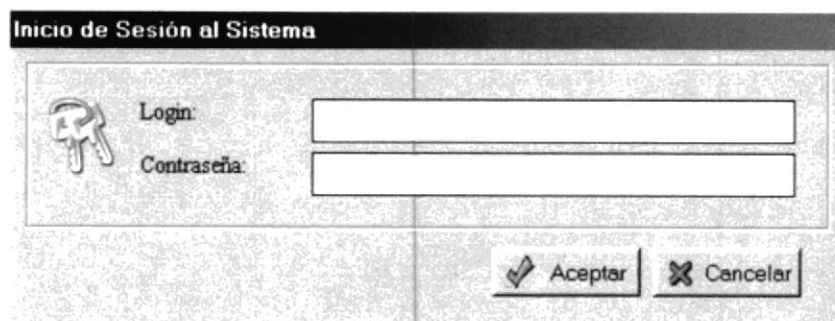 Inicio de Sesión al Sistema
Login:
Contraseña:
Aceptar Cancelar